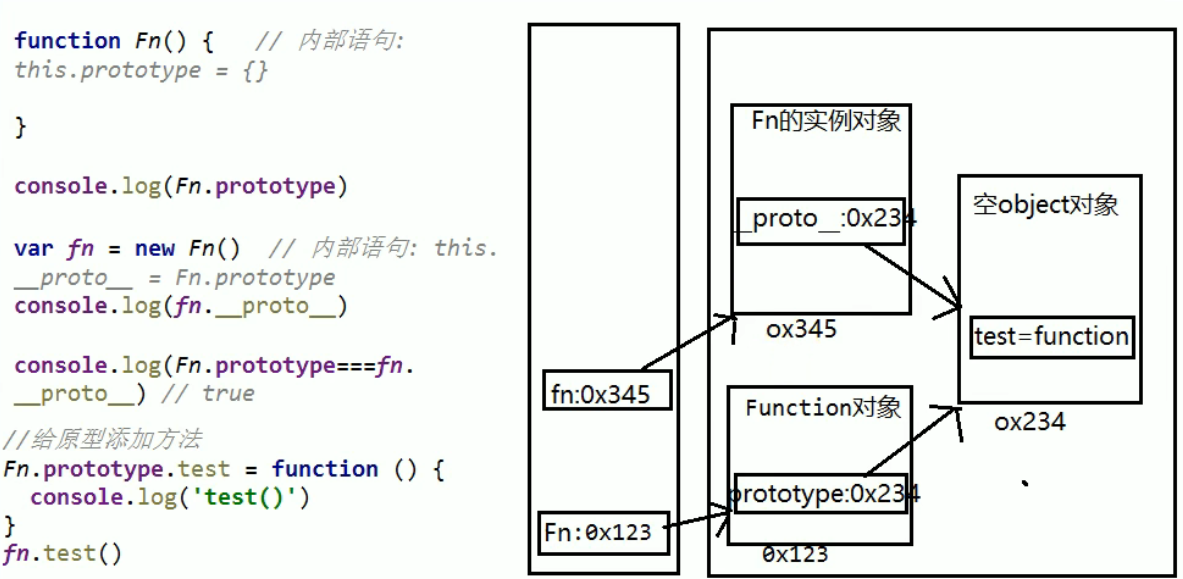 function Fn() {   // 内部语句:
this.prototype = {}
}
console.log(Fn.prototype)
var fn = new Fn()  // 内部语句: this.
__proto__ = Fn.prototype
console.log(fn.__proto__)
console.log(Fn.prototype===fn.
__proto__) // true
//给原型添加方法
Fn.prototype.test = function () {
  console.log('test()')
}
fn.test()
fn:0x345
Fn:0x123
Fn的实例对象
__proto__:0x234
ox345
Function对象
prototype:0x234
0x123
空object对象
test=function
ox234